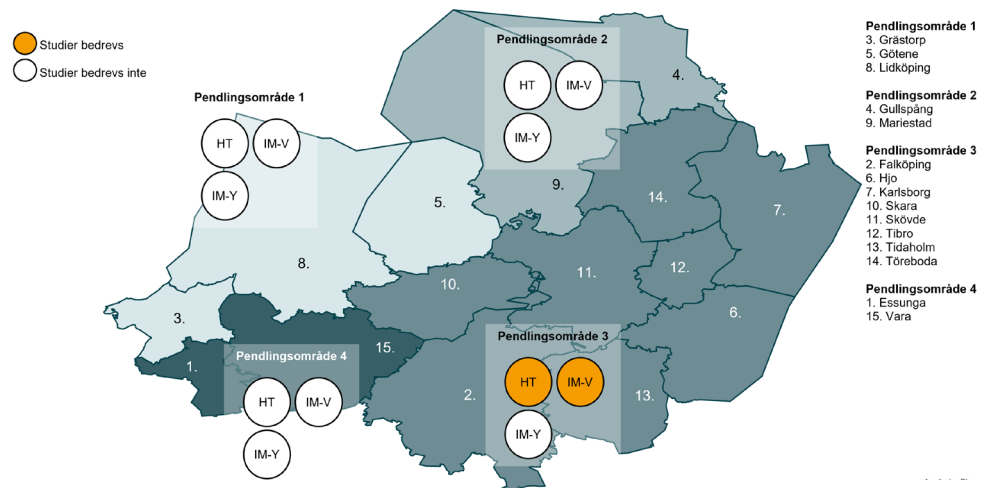 Studier bedrevs
Studier bedrevs inte
Pendlingsområde 1
HT
IM-V
IM-Y
Pendlingsområde 2
HT
IM-V
IM-Y
4.
9.
5.
14.
7.
8.
10.
11.
12.
6.
3.
15.
1.
Pendlingsområde 4
HT
IM-V
IM-Y
2.
Pendlingsområde 3
HT
IM-V
IM-Y
13.
Pendlingsområde 1
3. Grästorp
5. Götene
8. Lidköping
Pendlingsområde 2
4. Gullspång
9. Mariestad
Pendlingsområde 3
2. Falköping
6. Hjo
7. Karlsborg
10. Skara
11. Skövde
12. Tibro
13. Tidaholm
14. Töreboda
Pendlingsområde 4
1. Essunga
15. Vara